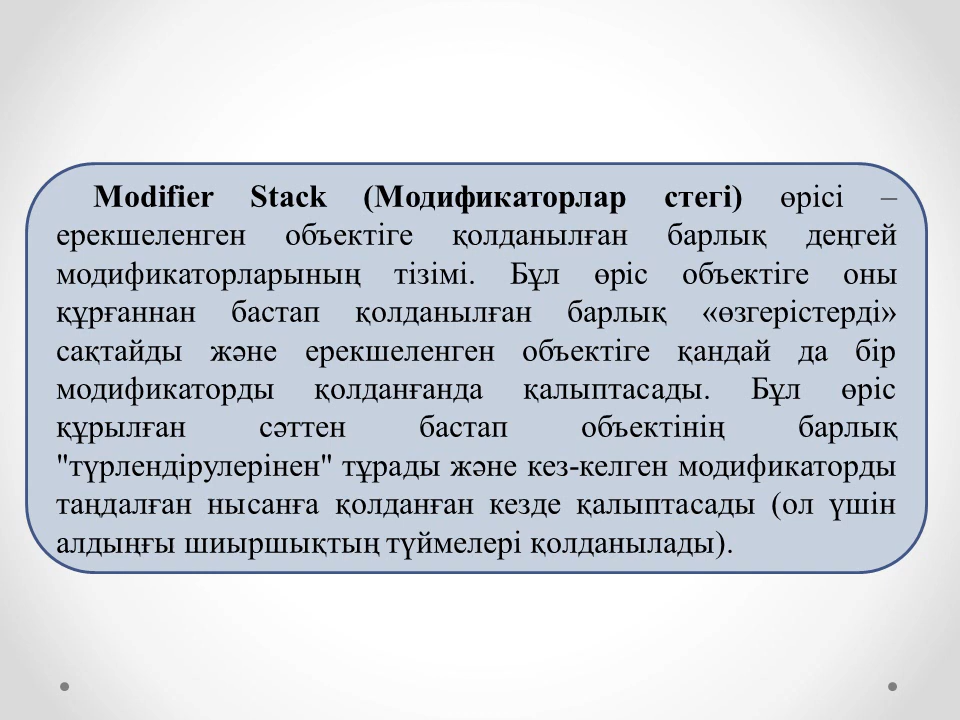 Modifier Stack (Модификаторлар стегі) өрісі –
ерекшеленген объектіге қолданылған барлық деңгей
модификаторларының тізімі. Бұл өріс объектіге оны
құрғаннан бастап қолданылған барлық «өзгерістерді»
сақтайды және ерекшеленген объектіге қандай да бір
модификаторды қолданғанда қалыптасады. Бұл өріс
құрылған сәттен бастап объектінің барлық
"түрлендірулерінен" тұрады және кез-келген модификаторды
таңдалған нысанға қолданған кезде қалыптасады (ол үшін
алдыңғы шиыршықтың түймелері қолданылады).